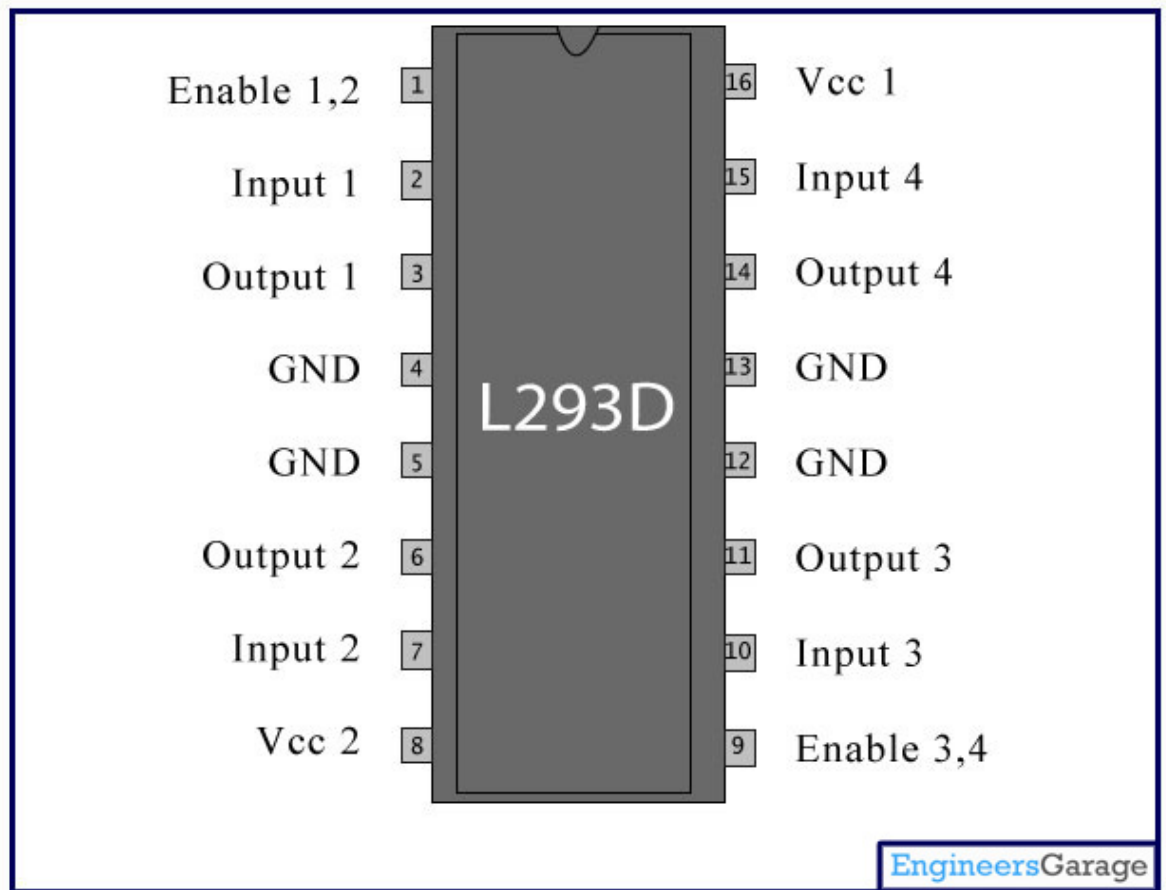 Enable 1,2 1 16 Vcc 1
Input 1 2 15 Input 4
Output 1 3 14 Output 4
GND 4 13 GND
L293D
GND 5 12 GND
Output 2 6 11 Output 3
Input 2 7 10 Input 3
Vcc 2 8 9 Enable 3,4
EngineersGarage